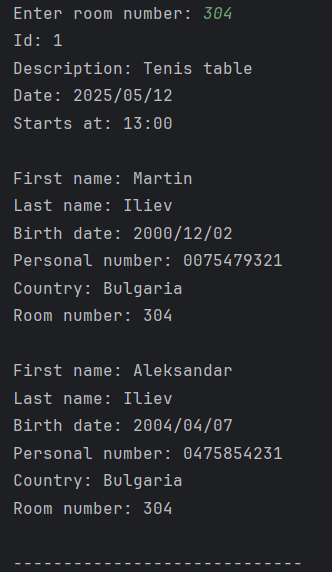 Enter room number: 304
Id: 1
Description: Tenis table
Date: 2025/05/12
Starts at: 13:00
First name: Martin
Last name: Iliev
Birth date: 2000/12/02
Personal number: 0075479321
Country: Bulgaria
Room number: 304
First name: Aleksandar
Last name: Iliev
Birth date: 2004/04/07
Personal number: 0475854231
Country: Bulgaria
Room number: 304
-----------------------------